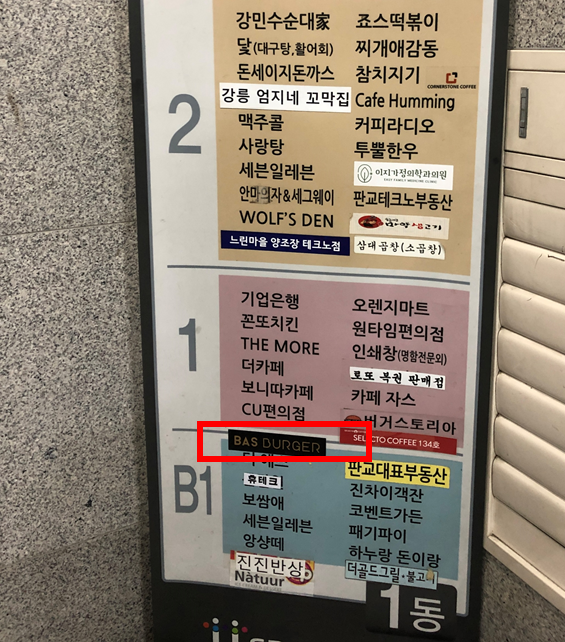 2
강민수순대家
닻(대구탕,활어회)
돈세이지돈까스
강릉 엄지네 꼬막집
맥주콜
사랑탕
세븐일레븐
안마의자&세그웨이
WOLF'S DEN
느린마을 양조장 테크노점
죠스떡볶이
찌개애감동
참치지기
CORNERSTONE COFFEE
Cafe Humming
커피라디오
투뿔한우
이지가정의학과의원
EASY FAMILY MEDICINE CLINIC
판교테크노부동산
생고기
삼대곱창(소곱창)
1
기업은행
꼰또치킨
THE MORE
더카페
보니따카페
CU편의점
오렌지마트
원타임편의점
인쇄창(명함전문외)
로또 복권 판매점
카페 자스
버거스토리아
SELECTO COFFEE 134호
B1
BAS BURGER
휴테크
보쌈애
세븐일레븐
앙샹떼
진진반상
Natuur
판교대표부동산
진차이객잔
코벤트가든
패기파이
하누랑 돈이랑
더골드그릴·불고
1동